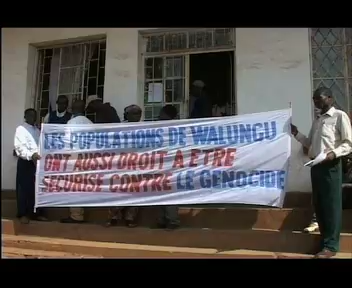 LES POPULATIONS DE WALUNGU
ONT AUSSI DROIT A ETRE
SECURISE CONTRE LE GENOCIDE